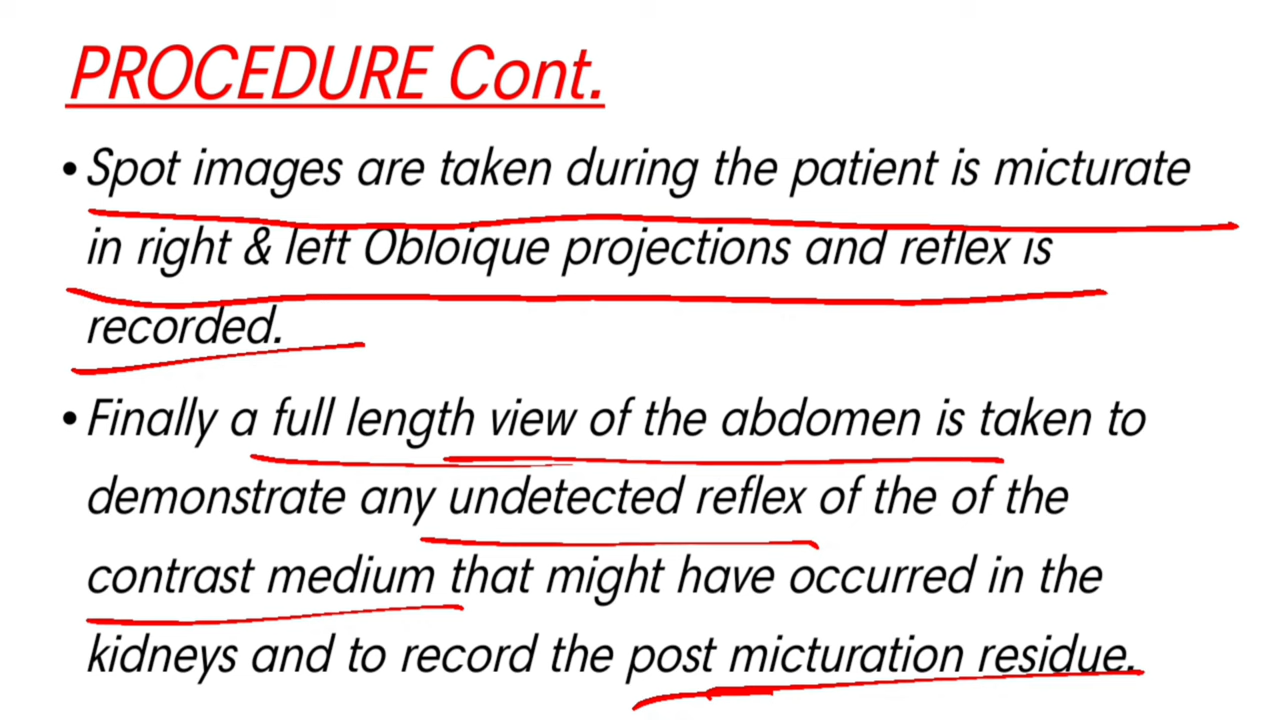 PROCEDURE Cont.
• Spot images are taken during the patient is micturate
in right & left Obloique projections and reflex is
recorded.
• Finally a full length view of the abdomen is taken to
demonstrate any undetected reflex of the of the
contrast medium that might have occurred in the
kidneys and to record the post micturation residue.